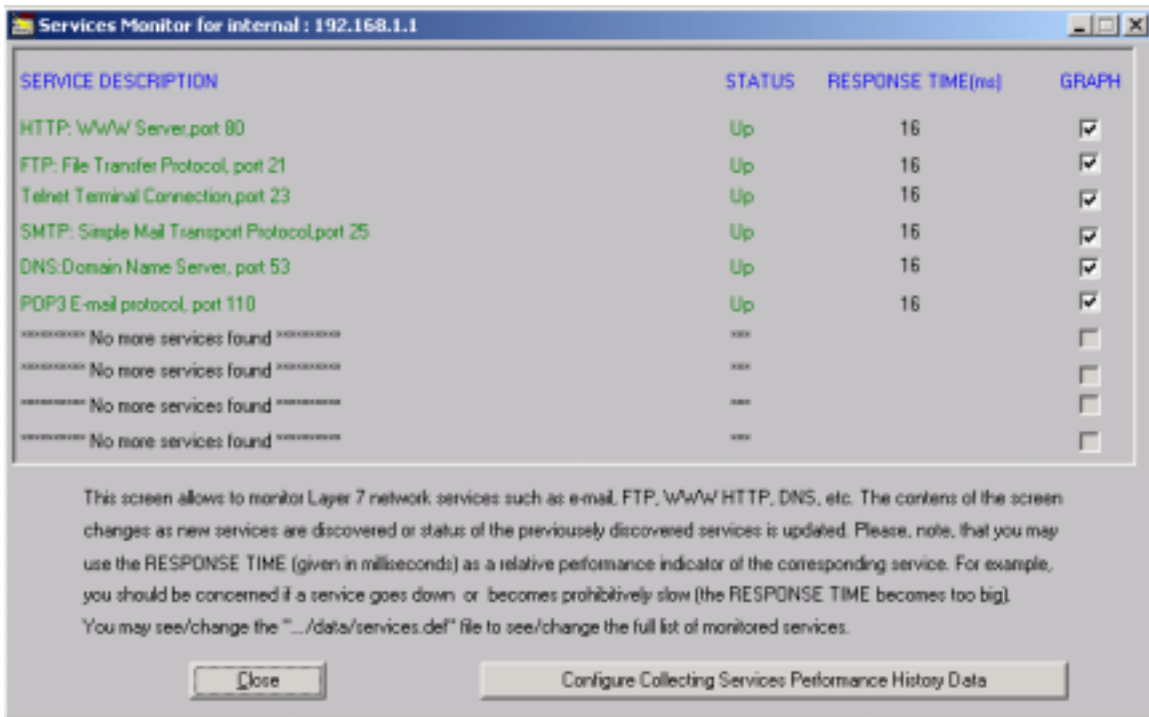 Services Monitor for internal : 192.168.1.1
SERVICE DESCRIPTION STATUS RESPONSE TIME(ms) GRAPH
HTTP: WWW Server,port 80 Up 16
FTP: File Transfer Protocol, port 21 Up 16
Telnet Terminal Connection,port 23 Up 16
SMTP: Simple Mail Transport Protocol,port 25 Up 16
DNS:Domain Name Server, port 53 Up 16
POP3 E-mail protocol, port 110 Up 16
********** No more services found ********** ***
********** No more services found ********** ***
********** No more services found ********** ***
********** No more services found ********** ***
This screen allows to monitor Layer 7 network services such as e-mail, FTP, WWW HTTP, DNS, etc. The contens of the screen
changes as new services are discovered or status of the previousely discovered services is updated. Please, note, that you may
use the RESPONSE TIME (given in milliseconds) as a relative performance indicator of the corresponding service. For example,
you should be concerned if a service goes down or becomes prohibitively slow (the RESPONSE TIME becomes too big).
You may see/change the ".../data/services.def" file to see/change the full list of monitored services.
Close Configure Collecting Services Performance History Data